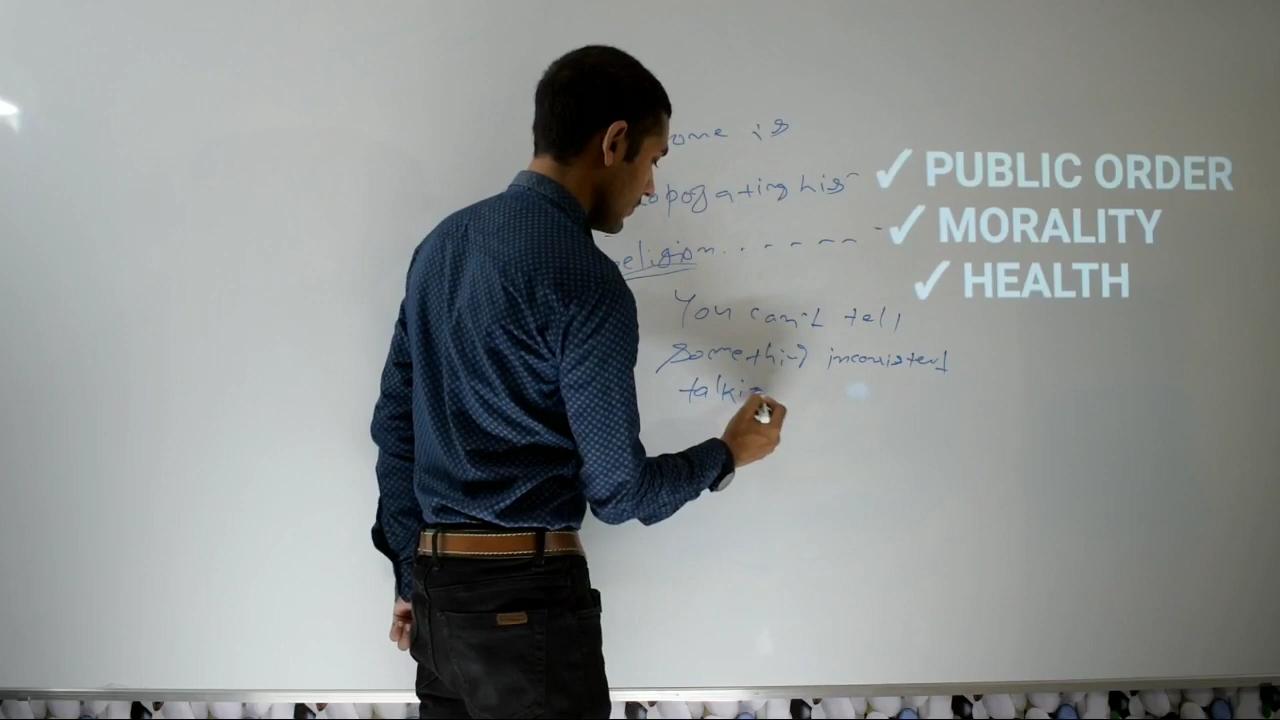 ome is
opogating his
eligion
You can't tell
something inconsistent
talki
✓ PUBLIC ORDER
✓ MORALITY
✓ HEALTH